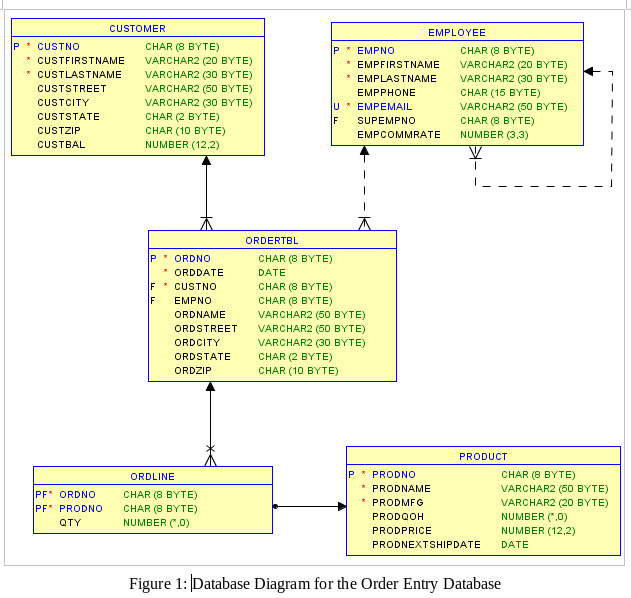 CUSTOMER
P * CUSTNO CHAR (8 BYTE)
* CUSTFIRSTNAME VARCHAR2 (20 BYTE)
* CUSTLASTNAME VARCHAR2 (30 BYTE)
CUSTSTREET VARCHAR2 (50 BYTE)
CUSTCITY VARCHAR2 (30 BYTE)
CUSTSTATE CHAR (2 BYTE)
CUSTZIP CHAR (10 BYTE)
CUSTBAL NUMBER (12,2)
EMPLOYEE
P * EMPNO CHAR (8 BYTE)
* EMPFIRSTNAME VARCHAR2 (20 BYTE)
* EMPLASTNAME VARCHAR2 (30 BYTE)
EMPPHONE CHAR (15 BYTE)
U * EMPEMAIL VARCHAR2 (50 BYTE)
F SUPEMPNO CHAR (8 BYTE)
EMPCOMMRATE NUMBER (3,3)
ORDERTBL
P * ORDNO CHAR (8 BYTE)
* ORDDATE DATE
F * CUSTNO CHAR (8 BYTE)
F EMPNO CHAR (8 BYTE)
ORDNAME VARCHAR2 (50 BYTE)
ORDSTREET VARCHAR2 (50 BYTE)
ORDCITY VARCHAR2 (30 BYTE)
ORDSTATE CHAR (2 BYTE)
ORDZIP CHAR (10 BYTE)
ORDLINE
PF* ORDNO CHAR (8 BYTE)
PF* PRODNO CHAR (8 BYTE)
QTY NUMBER (*,0)
PRODUCT
P * PRODNO CHAR (8 BYTE)
* PRODNAME VARCHAR2 (50 BYTE)
* PRODMFG VARCHAR2 (20 BYTE)
PRODQOH NUMBER (*,0)
PRODPRICE NUMBER (12,2)
PRODNEXTSHIPDATE DATE
Figure 1: Database Diagram for the Order Entry Database